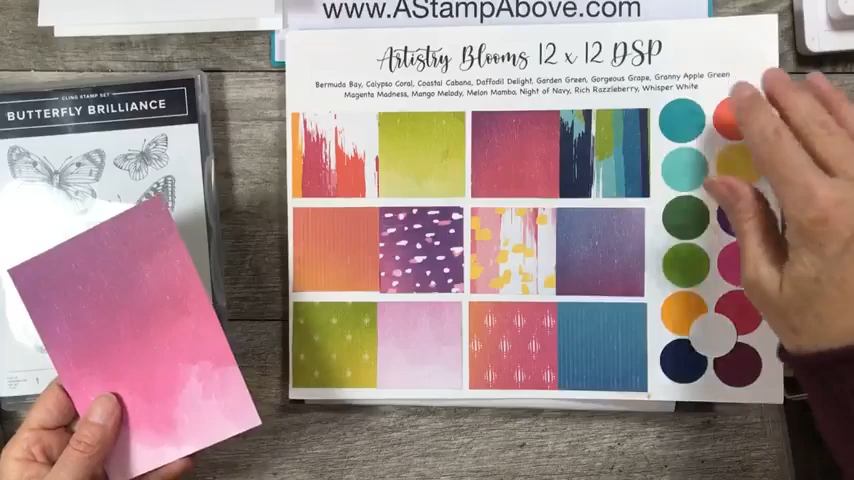 www.AStampAbove.com
Artistry Blooms 12 x 12 DSP
Bermuda Bay, Calypso Coral, Coastal Cabana, Daffodil Delight, Garden Green, Gorgeous Grape, Granny Apple Green
Magenta Madness, Mango Melody, Melon Mambo, Night of Navy, Rich Razzleberry, Whisper White
CLING STAMP SET
BUTTERFLY BRILLIANCE